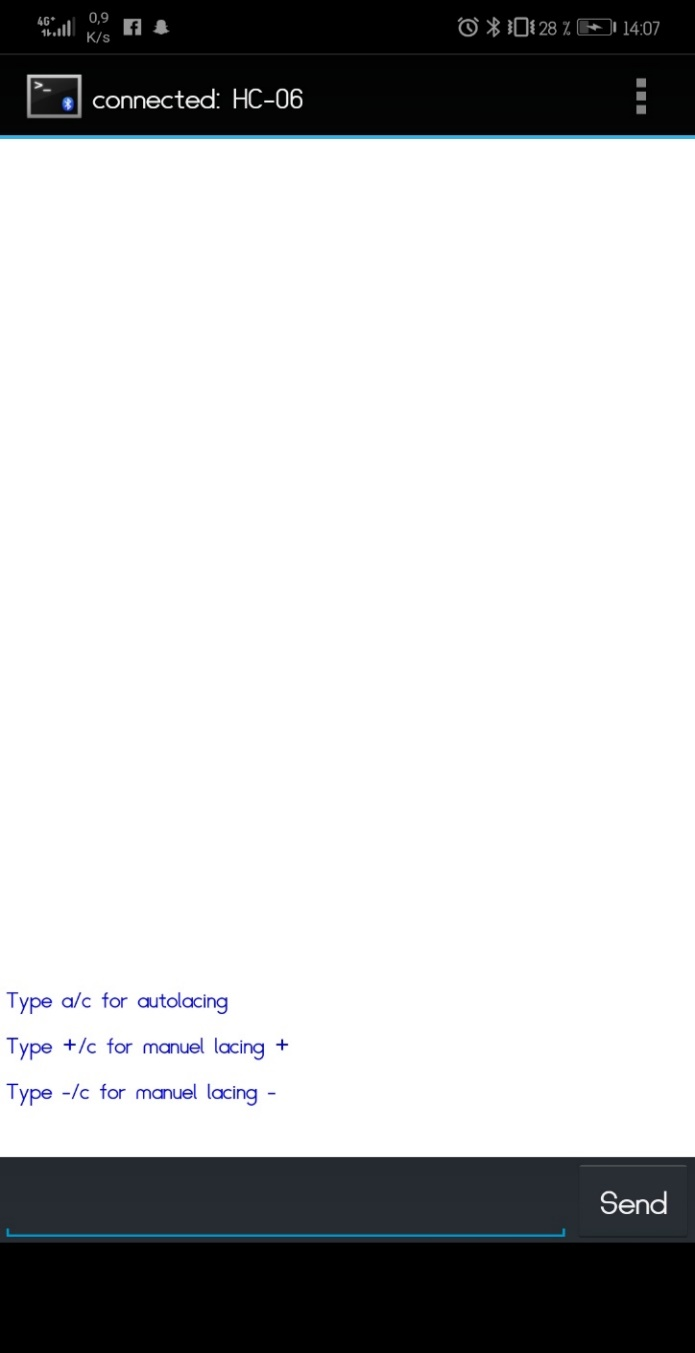 4G+
0,9
K/s
28 %
14:07
>_
connected: HC-06
Type a/c for autolacing
Type +/c for manuel lacing +
Type -/c for manuel lacing -
Send